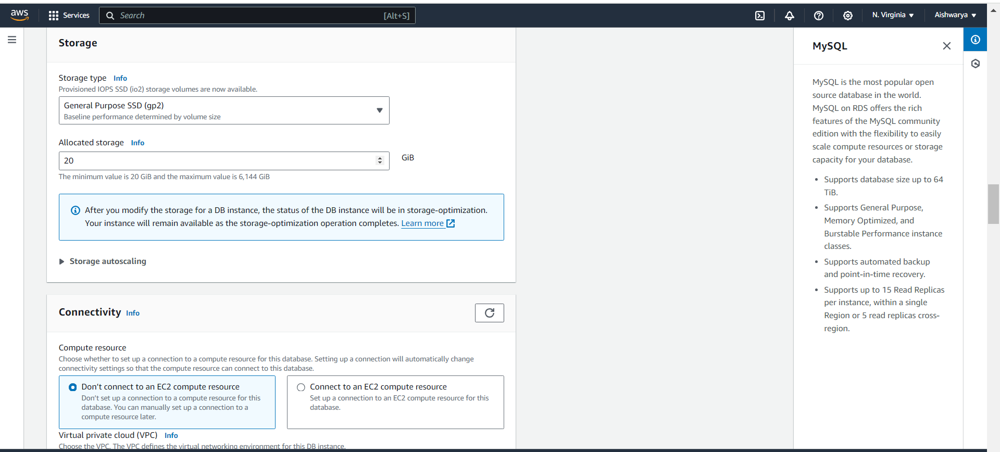 aws
Services
Search
[Alt+S]
N. Virginia
Aishwarya
Storage
Storage type Info
Provisioned IOPS SSD (io2) storage volumes are now available.
General Purpose SSD (gp2)
Baseline performance determined by volume size
Allocated storage Info
20
GiB
The minimum value is 20 GiB and the maximum value is 6,144 GiB
After you modify the storage for a DB instance, the status of the DB instance will be in storage-optimization.
Your instance will remain available as the storage-optimization operation completes. Learn more
Storage autoscaling
Connectivity Info
Compute resource
Choose whether to set up a connection to a compute resource for this database. Setting up a connection will automatically change
connectivity settings so that the compute resource can connect to this database.
Don't connect to an EC2 compute resource
Don't set up a connection to a compute resource for this
database. You can manually set up a connection to a
compute resource later.
Connect to an EC2 compute resource
Set up a connection to an EC2 compute resource for this
database.
Virtual private cloud (VPC) Info
Choose the VPC. The VPC defines the virtual networking environment for this DB instance.
MySQL
MySQL is the most popular open
source database in the world.
MySQL on RDS offers the rich
features of the MySQL community
edition with the flexibility to easily
scale compute resources or storage
capacity for your database.
• Supports database size up to 64
TiB.
• Supports General Purpose,
Memory Optimized, and
Burstable Performance instance
classes.
• Supports automated backup
and point-in-time recovery.
• Supports up to 15 Read Replicas
per instance, within a single
Region or 5 read replicas cross-
region.